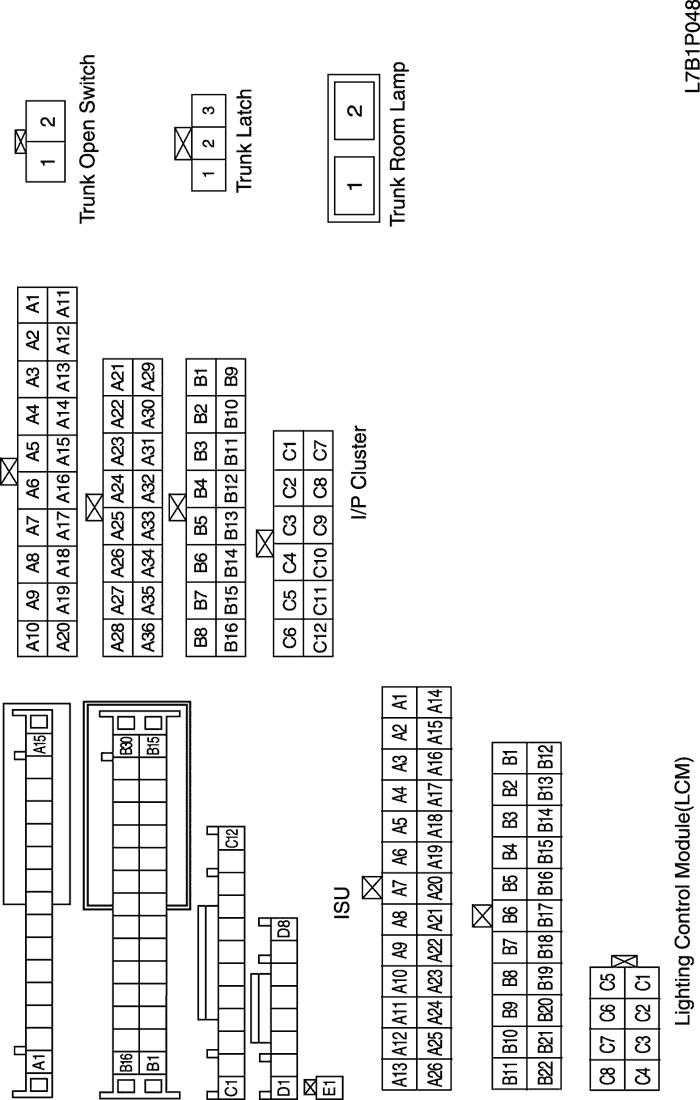 A1 A15
B16 B30
B1 B15
C1 C12
D1 D8
E1
ISU
A10 A9 A8 A7 A6 A5 A4 A3 A2 A1
A20 A19 A18 A17 A16 A15 A14 A13 A12 A11
A28 A27 A26 A25 A24 A23 A22 A21
A36 A35 A34 A33 A32 A31 A30 A29
B8 B7 B6 B5 B4 B3 B2 B1
B16 B15 B14 B13 B12 B11 B10 B9
C6 C5 C4 C3 C2 C1
C12 C11 C10 C9 C8 C7
I/P Cluster
1 2
Trunk Open Switch
1 2 3
Trunk Latch
1 2
Trunk Room Lamp
A13 A12 A11 A10 A9 A8 A7 A6 A5 A4 A3 A2 A1
A26 A25 A24 A23 A22 A21 A20 A19 A18 A17 A16 A15 A14
B11 B10 B9 B8 B7 B6 B5 B4 B3 B2 B1
B22 B21 B20 B19 B18 B17 B16 B15 B14 B13 B12
C8 C7 C6 C5
C4 C3 C2 C1
Lighting Control Module(LCM)
L7B1P048